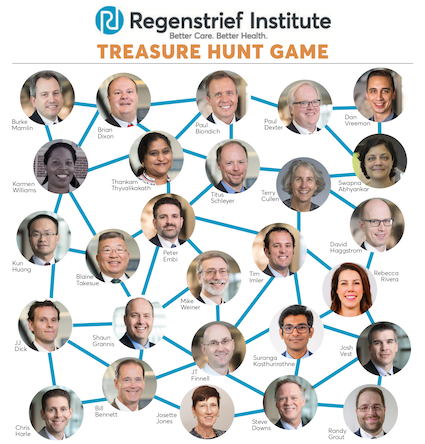 Regenstrief Institute
Better Care. Better Health.
TREASURE HUNT GAME
Burke
Mamlin
Brian
Dixon
Paul
Biondich
Paul
Dexter
Dan
Vreeman
Karmen
Williams
Thankam
Thyvalikakath
Titus
Schleyer
Terry
Cullen
Swapna
Abhyankar
Kun
Huang
Blaine
Takesue
Peter
Embi
Mike
Weiner
Tim
Imler
David
Haggstrom
Rebecca
Rivera
JJ
Dick
Shaun
Grannis
JT
Finnell
Suranga
Kasthurirathne
Josh
Vest
Chris
Harle
Bill
Bennett
Josette
Jones
Steve
Downs
Randy
Grout